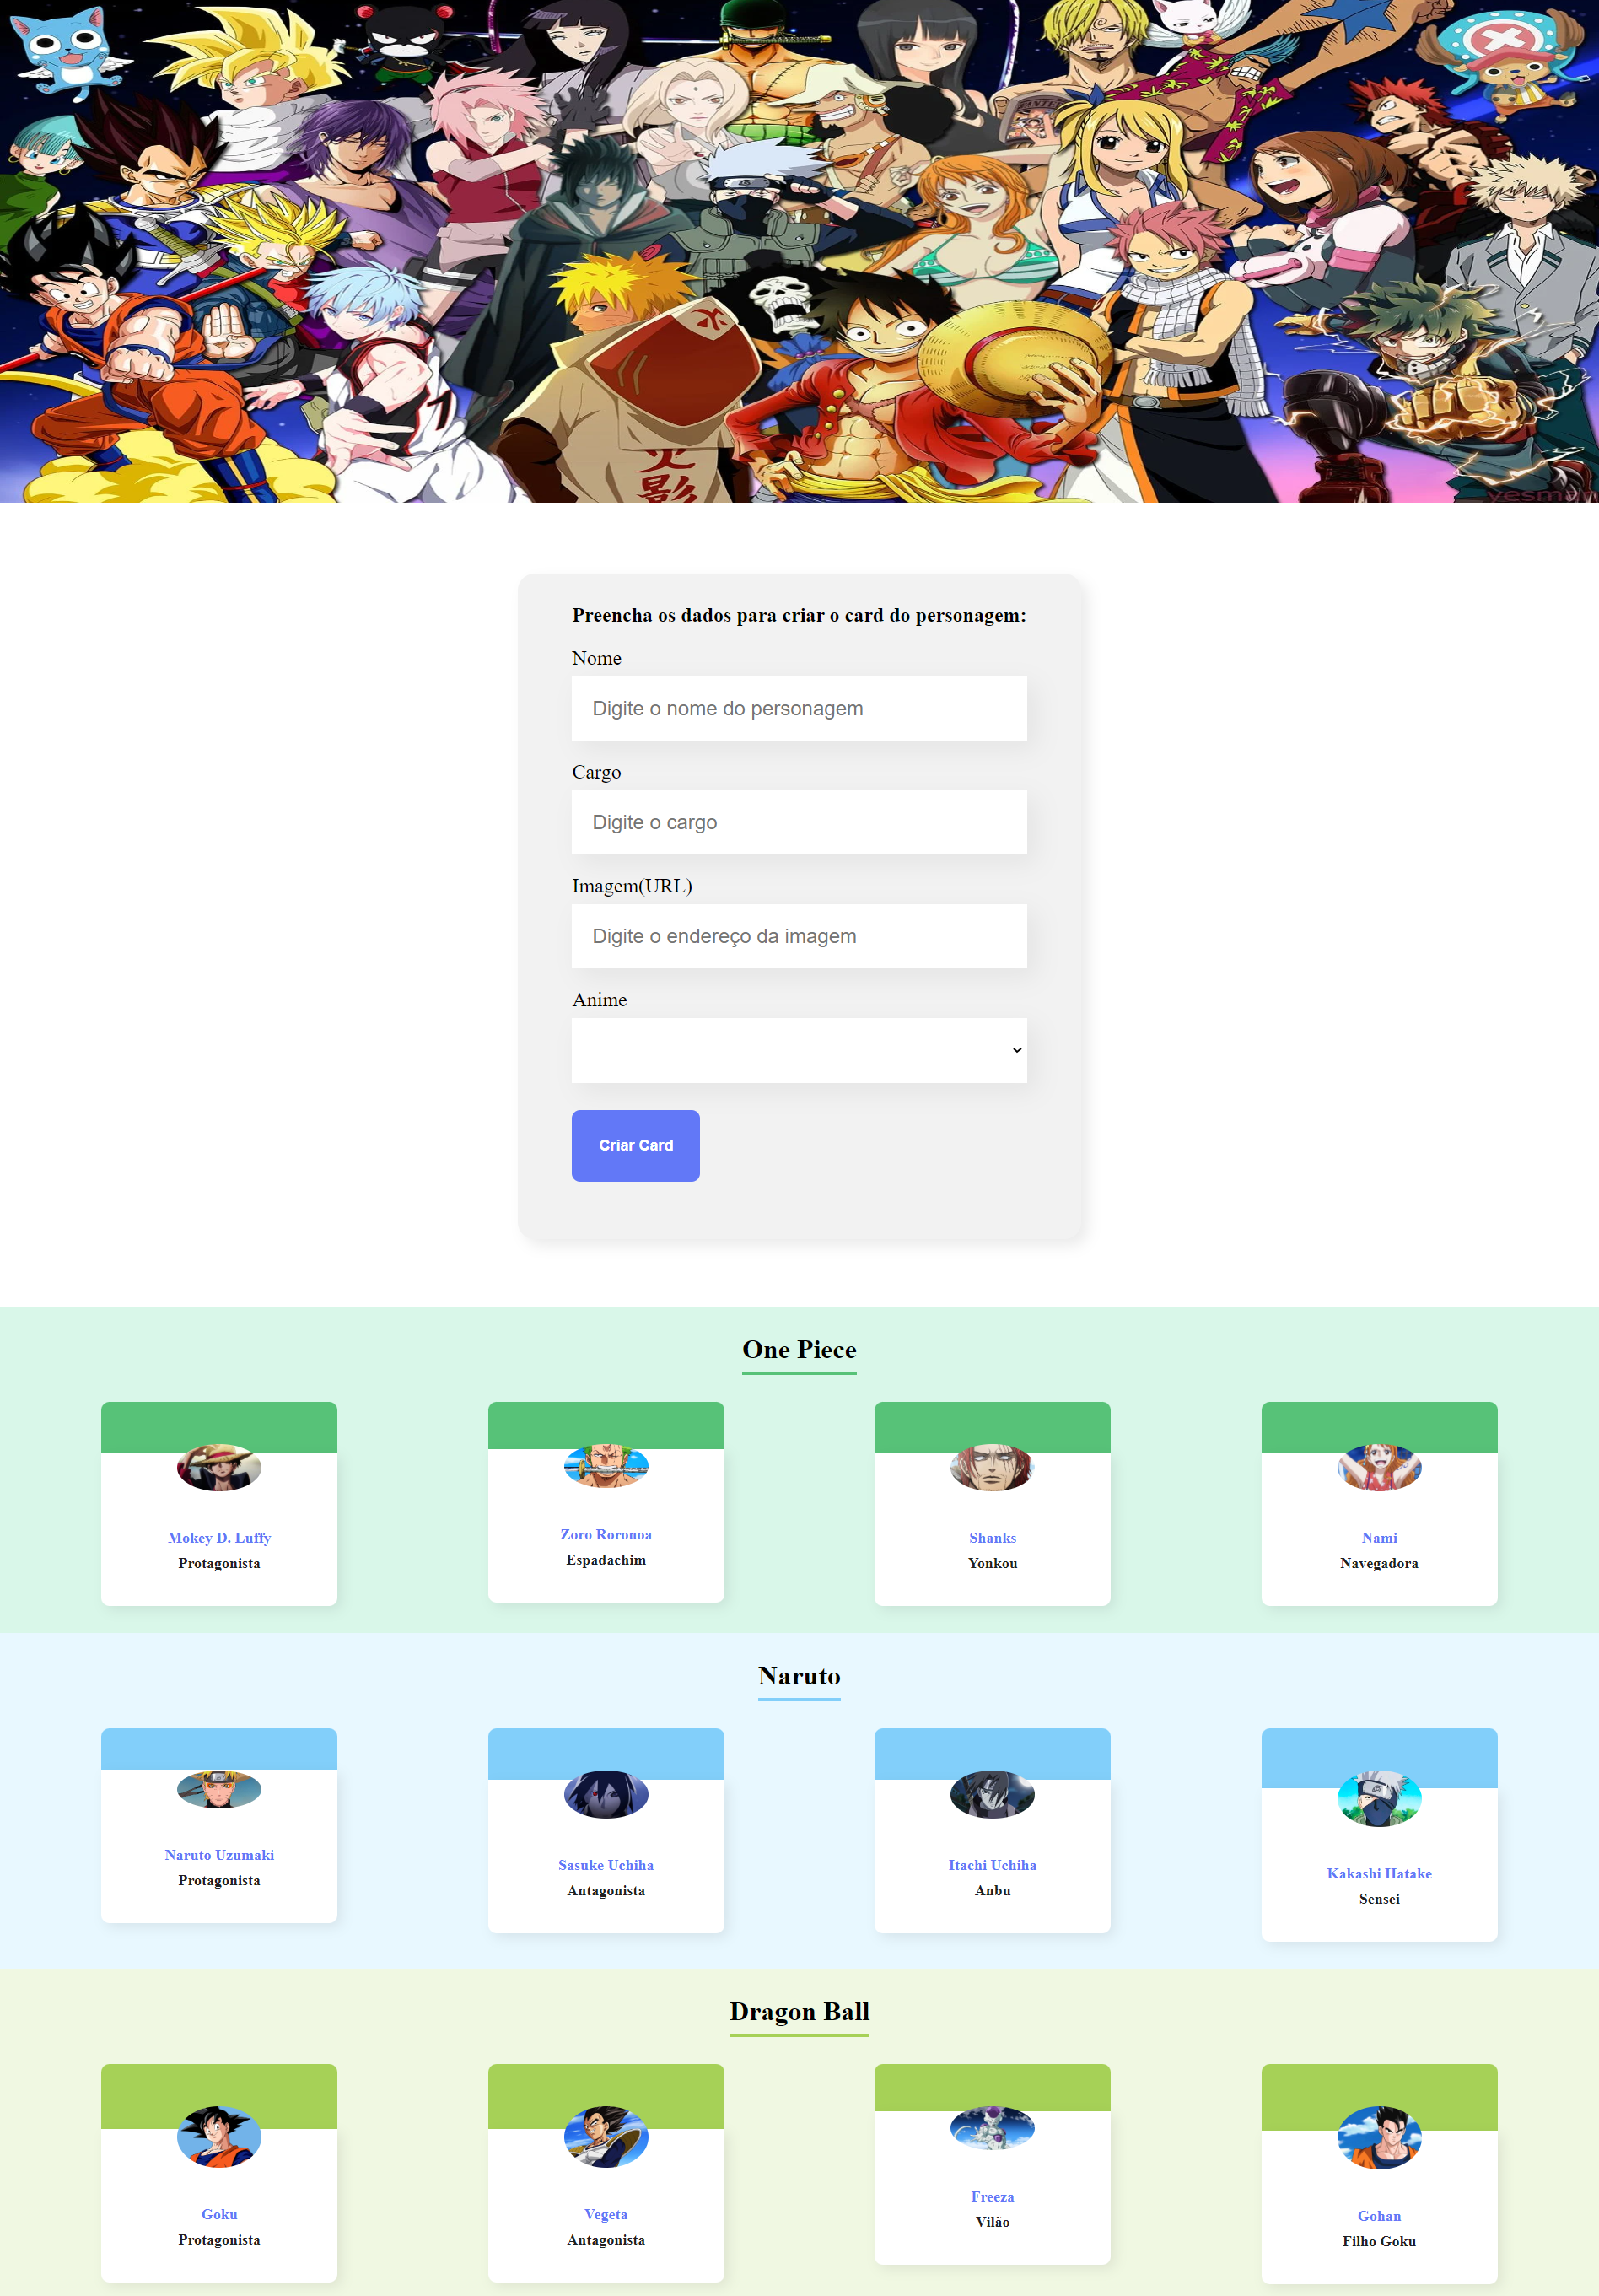 火
影
yesman
Preencha os dados para criar o card do personagem:
Nome
Digite o nome do personagem
Cargo
Digite o cargo
Imagem(URL)
Digite o endereço da imagem
Anime
Criar Card
One Piece
Mokey D. Luffy
Protagonista
Zoro Roronoa
Espadachim
Shanks
Yonkou
Nami
Navegadora
Naruto
Naruto Uzumaki
Protagonista
Sasuke Uchiha
Antagonista
Itachi Uchiha
Anbu
Kakashi Hatake
Sensei
Dragon Ball
Goku
Protagonista
Vegeta
Antagonista
Freeza
Vilão
Gohan
Filho Goku